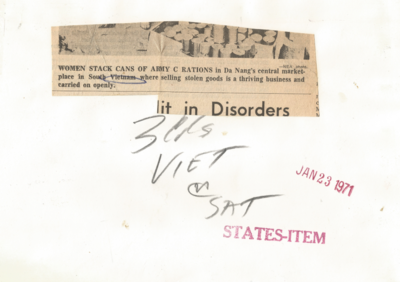 WOMEN STACK CANS OF ARMY C RATIONS in Da Nang's central market-
place in South Vietnam where selling stolen goods is a thriving business and
carried on openly.
lit in Disorders
3 cols
VIET
SAT
JAN 23 1971
STATES-ITEM